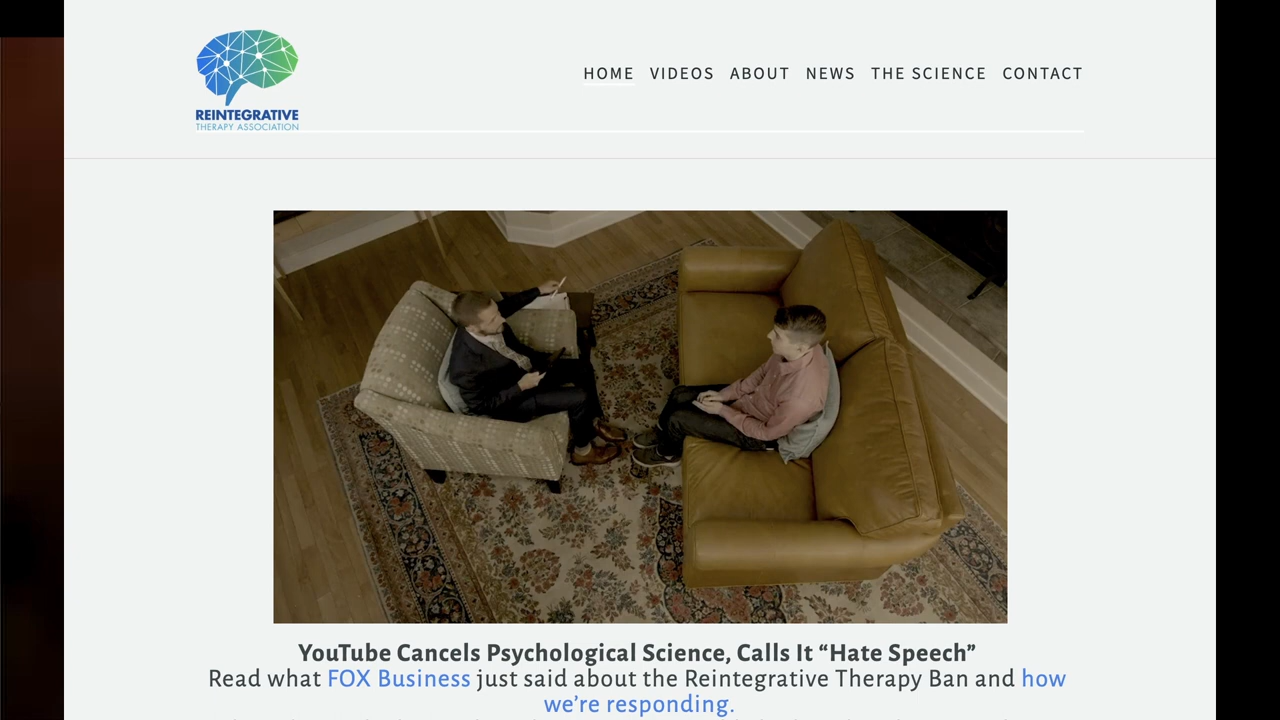 REINTEGRATIVE
THERAPY ASSOCIATION
HOME VIDEOS ABOUT NEWS THE SCIENCE CONTACT
YouTube Cancels Psychological Science, Calls It “Hate Speech”
Read what FOX Business just said about the Reintegrative Therapy Ban and how
we’re responding.